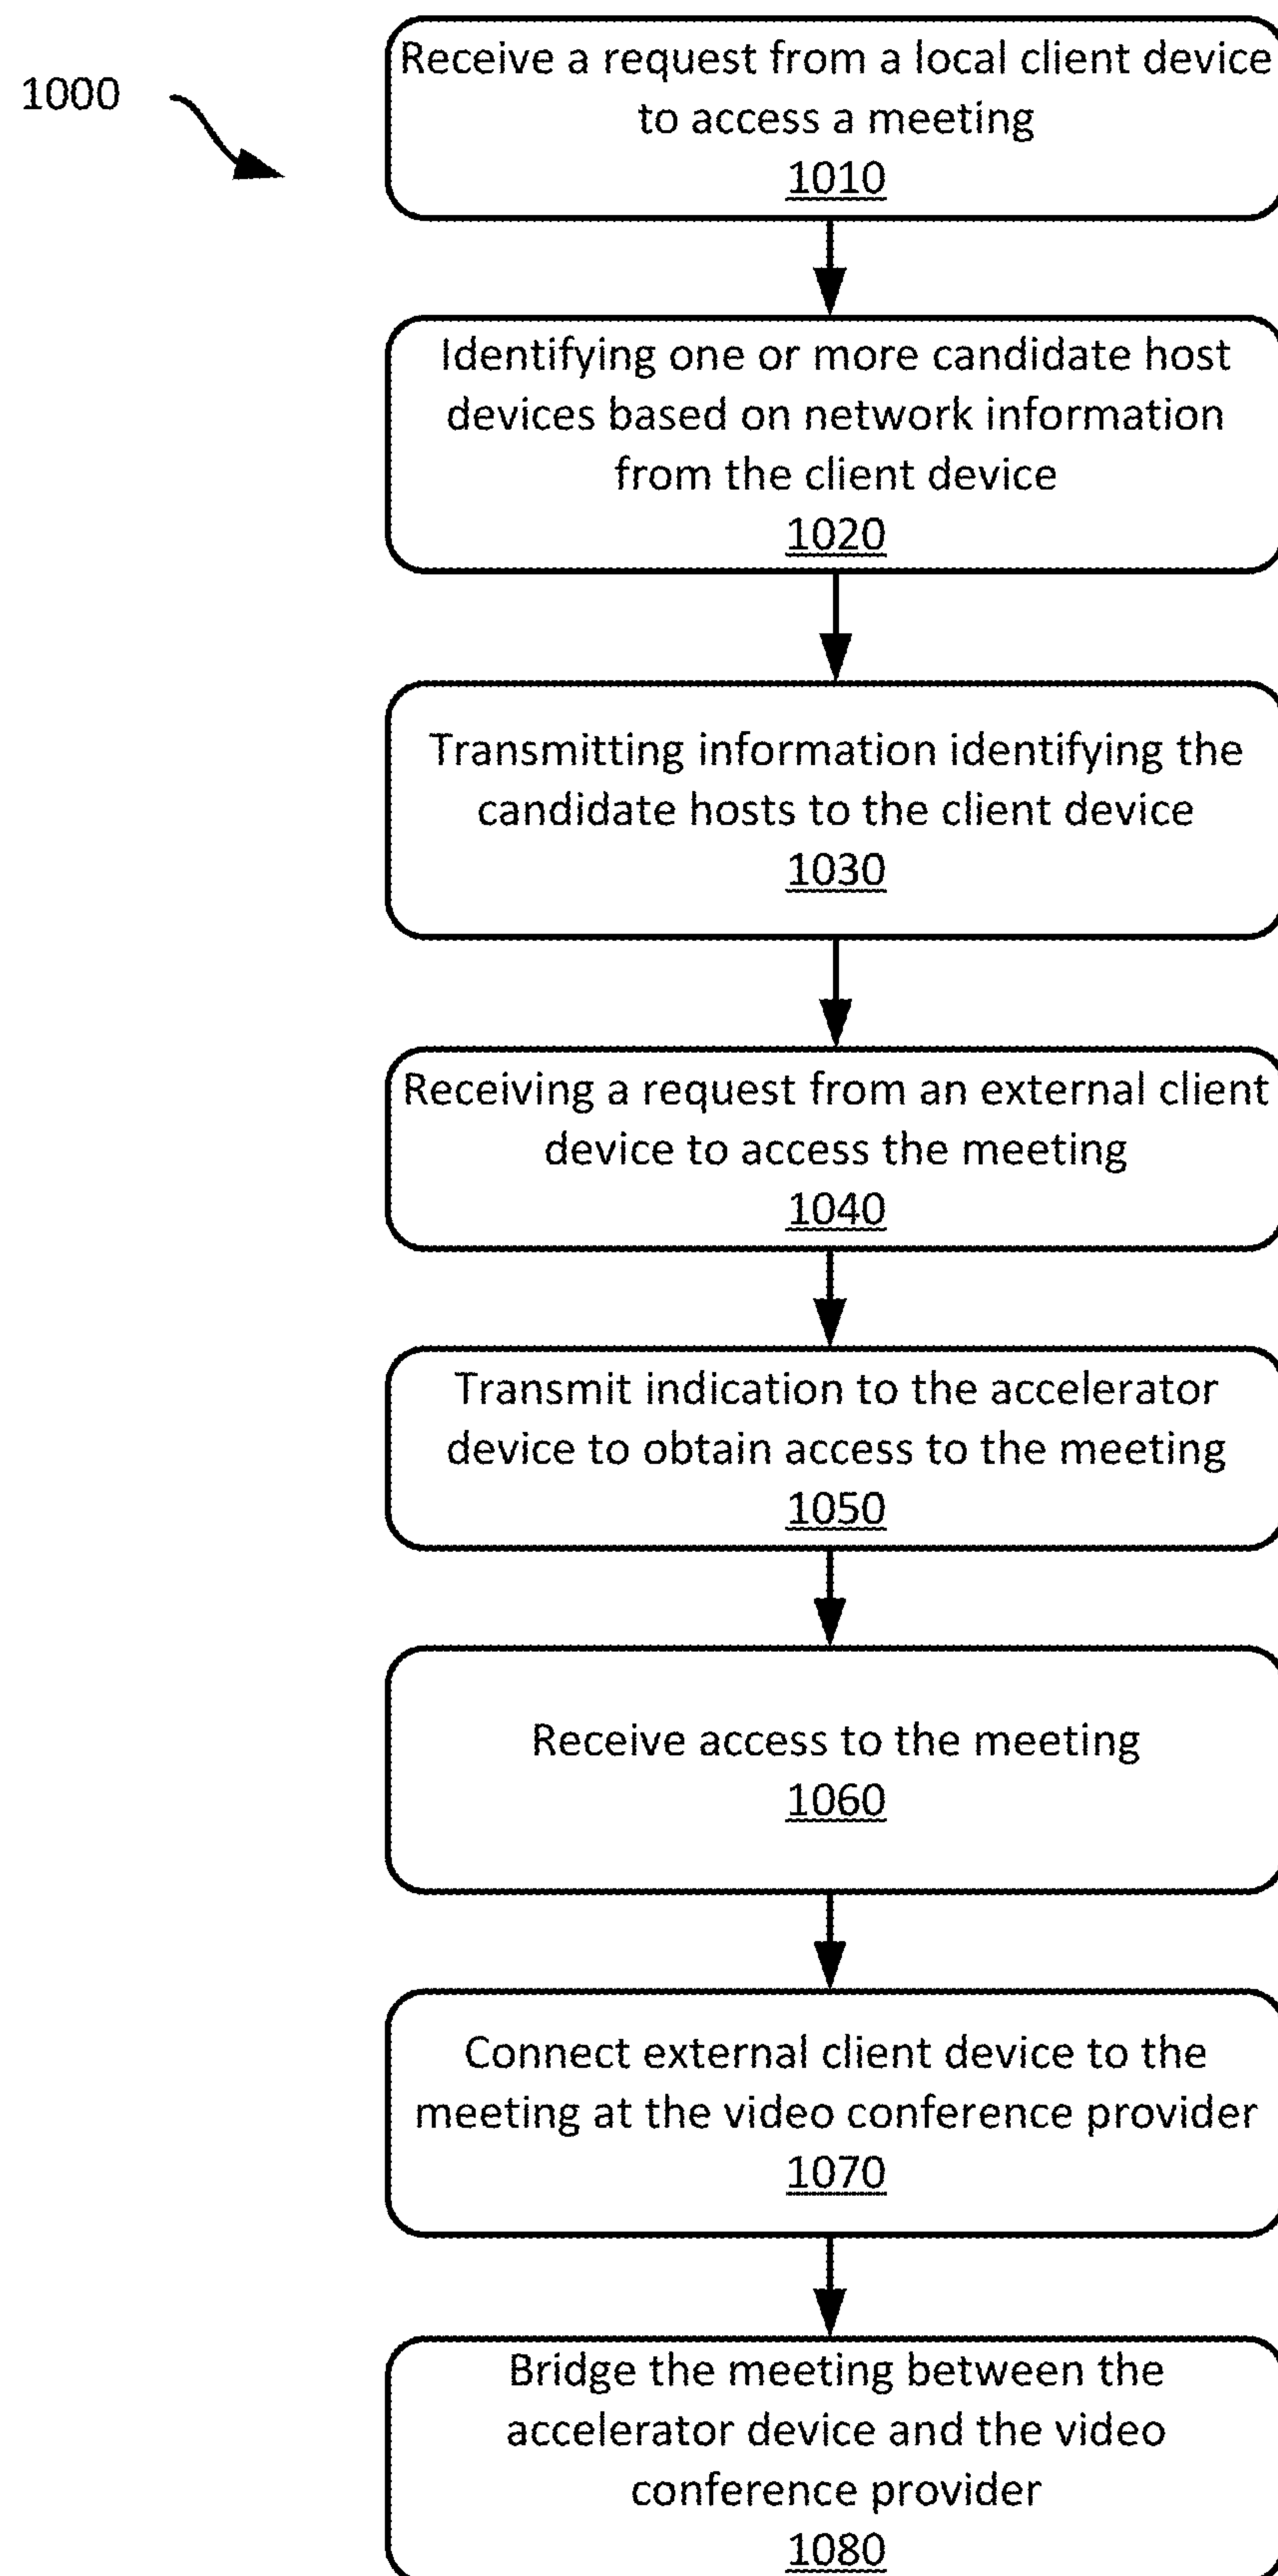 1000
Receive a request from a local client device
to access a meeting
1010
Identifying one or more candidate host
devices based on network information
from the client device
1020
Transmitting information identifying the
candidate hosts to the client device
1030
Receiving a request from an external client
device to access the meeting
1040
Transmit indication to the accelerator
device to obtain access to the meeting
1050
Receive access to the meeting
1060
Connect external client device to the
meeting at the video conference provider
1070
Bridge the meeting between the
accelerator device and the video
conference provider
1080